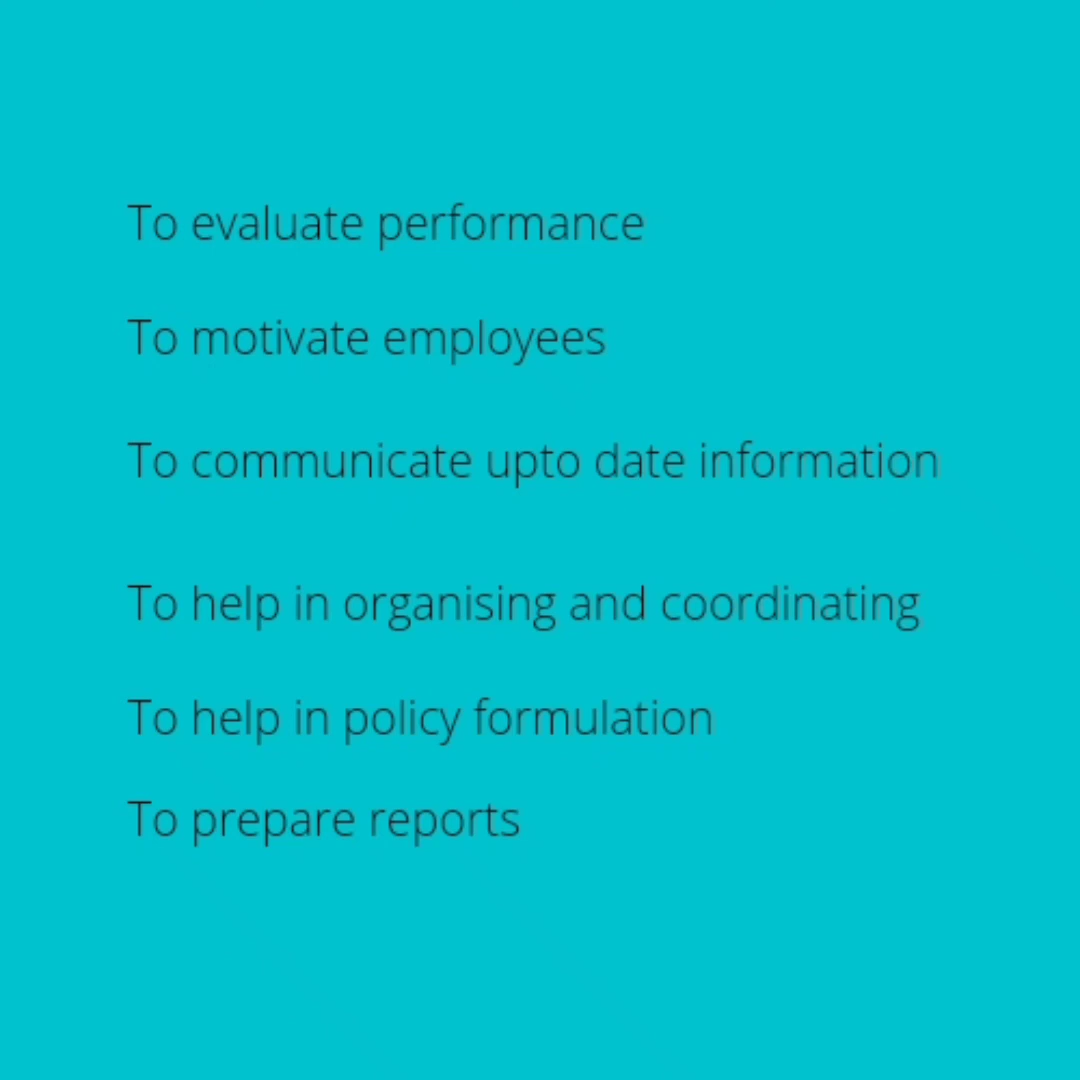 To evaluate performance
To motivate employees
To communicate upto date information
To help in organising and coordinating
To help in policy formulation
To prepare reports